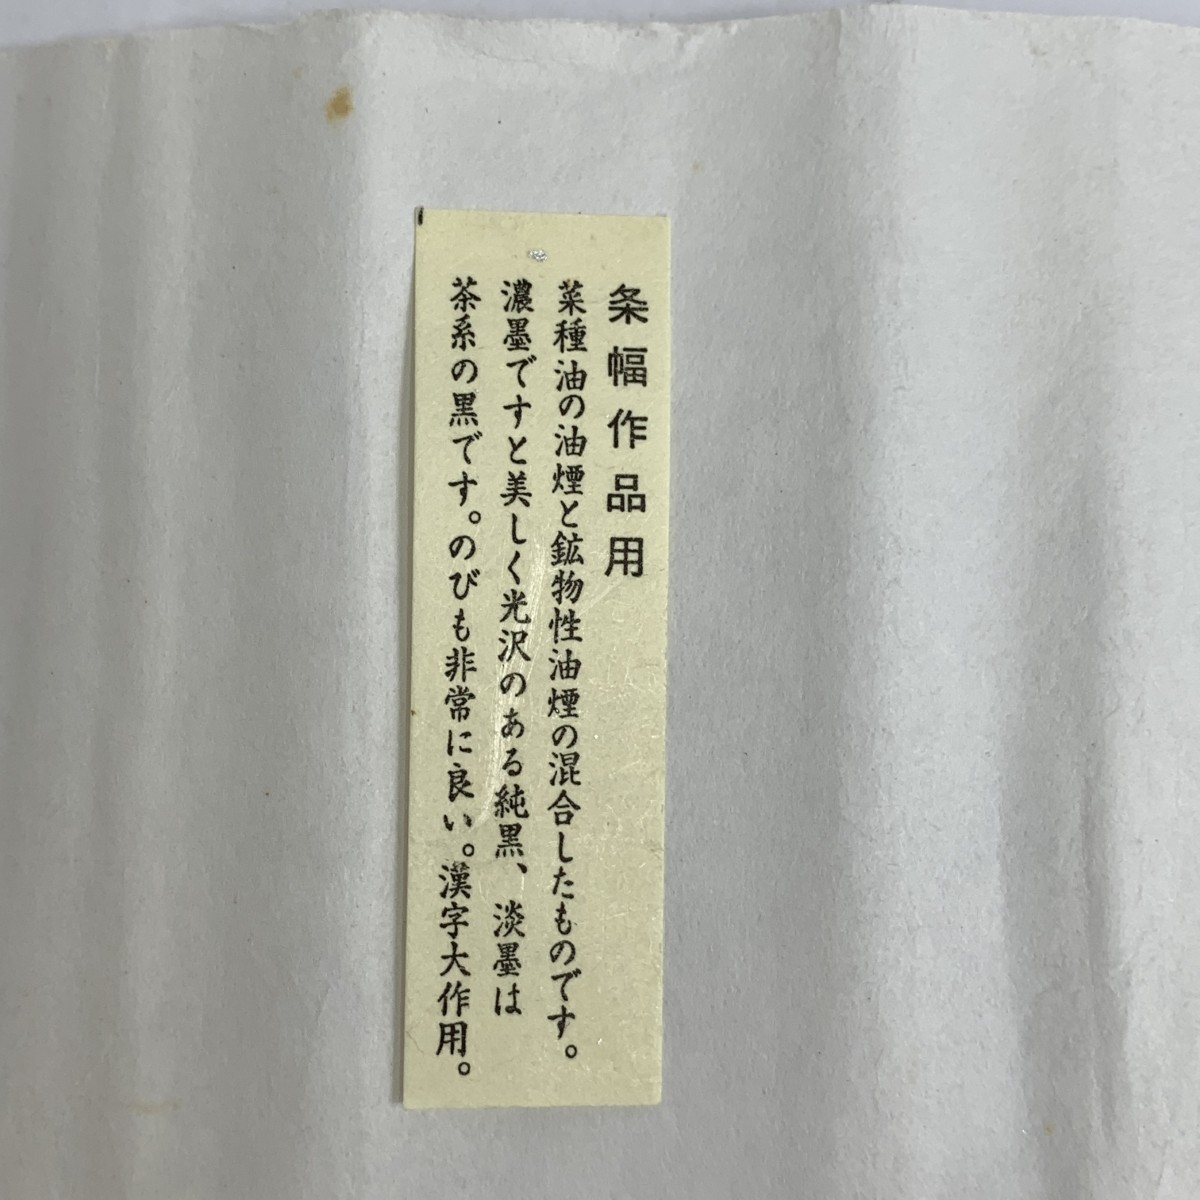 条幅作品用
菜種油の油煙と鉱物性油煙の混合したものです。
濃墨ですと美しく光沢のある純黒、淡墨は
茶系の黒です。のびも非常に良い。漢字大作用。